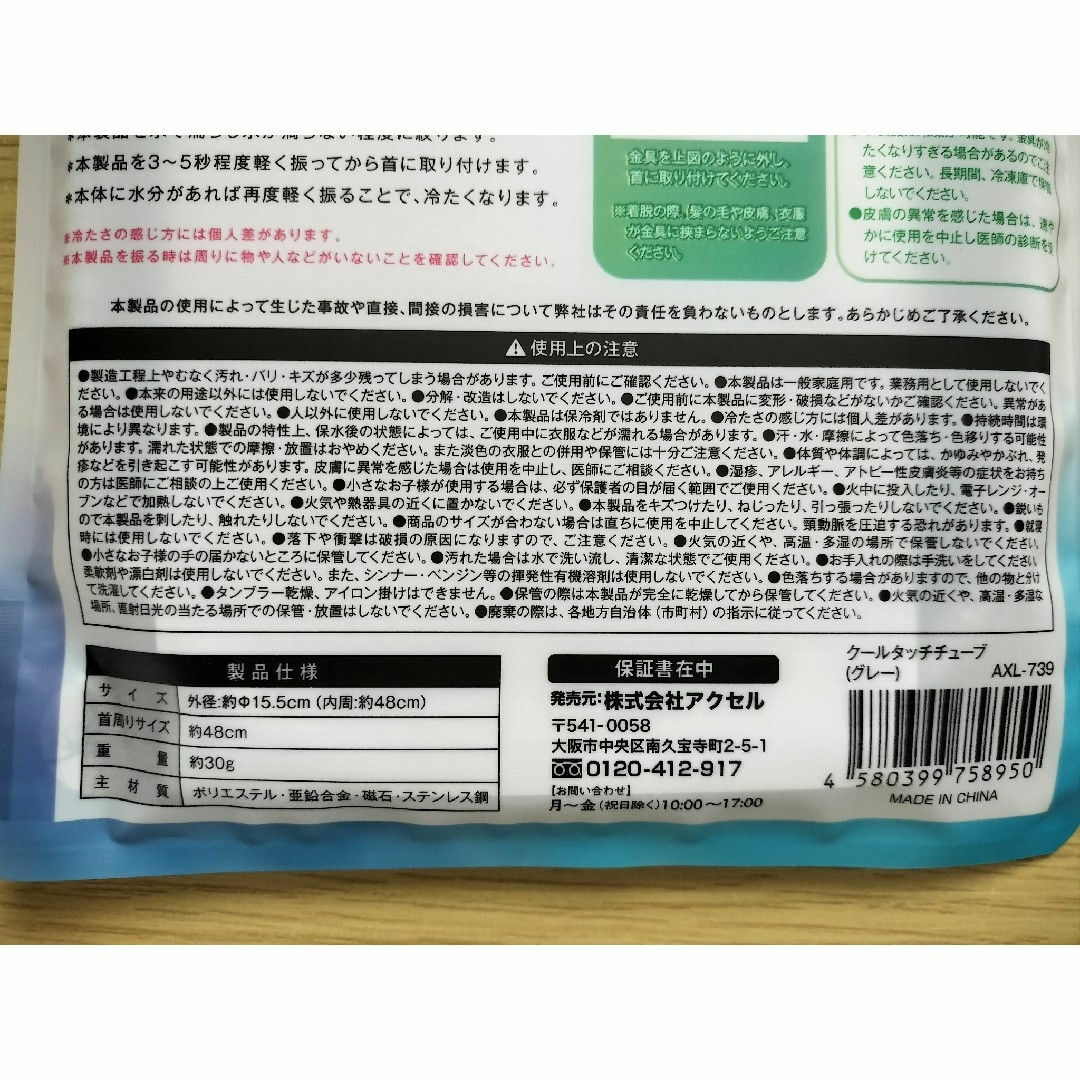 *本製品を水で濡らし水が滴らない程度に絞ります。
*本製品を3～5秒程度軽く振ってから首に取り付けます。
*本体に水分があれば再度軽く振ることで、冷たくなります。
※冷たさの感じ方には個人差があります。
※本製品を振る時は周りに物や人などがいないことを確認してください。
金具を上図のように外し、
首に取り付けてください。
※着脱の際、髪の毛や皮膚、衣服
が金具に挟まらないようご注意
ください。
たくなりすぎる場合があるのでご注
意ください。長期間、冷凍庫で保管
しないでください。
●皮膚の異常を感じた場合は、速や
かに使用を中止し医師の診断を受
けてください。
本製品の使用によって生じた事故や直接、間接の損害について弊社はその責任を負わないものとします。あらかじめご了承ください。
⚠使用上の注意
●製造工程上やむなく汚れ・バリ・キズが多少残ってしまう場合があります。ご使用前にご確認ください。●本製品は一般家庭用です。業務用として使用しないでく
ださい。●本来の用途以外には使用しないでください。●分解・改造はしないでください。●ご使用前に本製品に変形・破損などがないかご確認ください。異常があ
る場合は使用しないでください。●人以外に使用しないでください。●本製品は保冷剤ではありません。●冷たさの感じ方には個人差があります。●持続時間は環
境により異なります。●製品の特性上、保水後の状態によっては、ご使用中に衣服などが濡れる場合があります。●汗・水・摩擦によって色落ち・色移りする可能性
があります。濡れた状態での摩擦・放置はおやめください。また淡色の衣服との併用や保管には十分ご注意ください。●体質や体調によっては、かゆみやかぶれ、発
疹などを引き起こす可能性があります。皮膚に異常を感じた場合は使用を中止し、医師にご相談ください。●湿疹、アレルギー、アトピー性皮膚炎等の症状をお持ち
の方は医師にご相談の上ご使用ください。●小さなお子様が使用する場合は、必ず保護者の目が届く範囲でご使用ください。●火中に投入したり、電子レンジ・オー
ブンなどで加熱しないでください。●火気や熱器具の近くに置かないでください。●本製品をキズつけたり、ねじったり、引っ張ったりしないでください。●鋭いも
ので本製品を刺したり、触れたりしないでください。●商品のサイズが合わない場合は直ちに使用を中止してください。頸動脈を圧迫する恐れがあります。●就寝
時には使用しないでください。●落下や衝撃は破損の原因になりますので、ご注意ください。●火気の近くや、高温・多湿の場所で保管しないでください。
●小さなお子様の手の届かないところに保管してください。●汚れた場合は水で洗い流し、清潔な状態でご使用ください。●お手入れの際は手洗いをしてください。
柔軟剤や漂白剤は使用しないでください。また、シンナー・ベンジン等の揮発性有機溶剤は使用しないでください。●色落ちする場合がありますので、他の物と分け
て洗濯してください。●タンブラー乾燥、アイロン掛けはできません。●保管の際は本製品が完全に乾燥してから保管してください。●火気の近くや、高温・多湿な
場所、直射日光の当たる場所での保管・放置はしないでください。●廃棄の際は、各地方自治体(市町村)の指示に従ってください。
製品仕様
サイズ 外径:約Φ15.5cm (内周:約48cm)
首周りサイズ 約48cm
重量 約30g
主材質 ポリエステル・亜鉛合金・磁石・ステンレス鋼
保証書在中
発売元:株式会社アクセル
〒541-0058
大阪市中央区南久宝寺町2-5-1
0120-412-917
【お問い合わせ】
月～金(祝日除く)10:00～17:00
クールタッチチューブ
(グレー) AXL-739
4 580399 758950
MADE IN CHINA